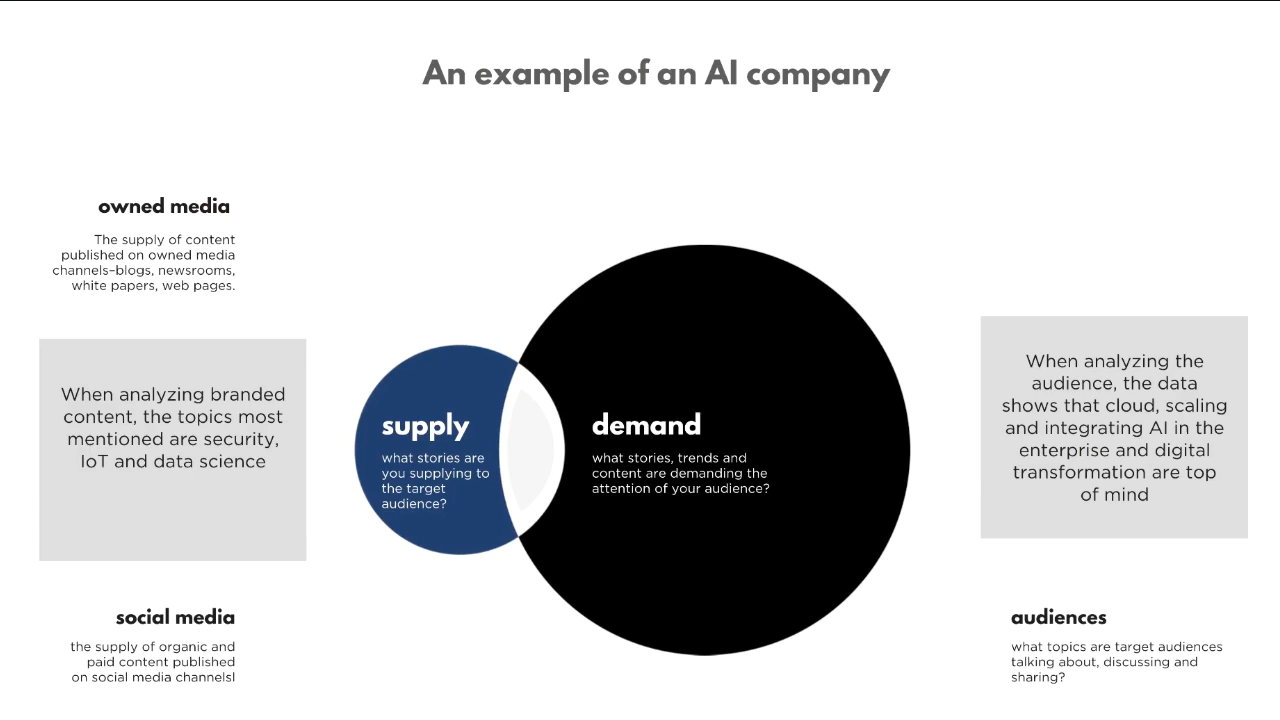 An example of an AI company
owned media
The supply of content
published on owned media
channels–blogs, newsrooms,
white papers, web pages.
When analyzing branded
content, the topics most
mentioned are security,
IoT and data science
social media
the supply of organic and
paid content published
on social media channelsl
supply
what stories are
you supplying to
the target
audience?
demand
what stories, trends and
content are demanding the
attention of your audience?
When analyzing the
audience, the data
shows that cloud, scaling
and integrating AI in the
enterprise and digital
transformation are top
of mind
audiences
what topics are target audiences
talking about, discussing and
sharing?